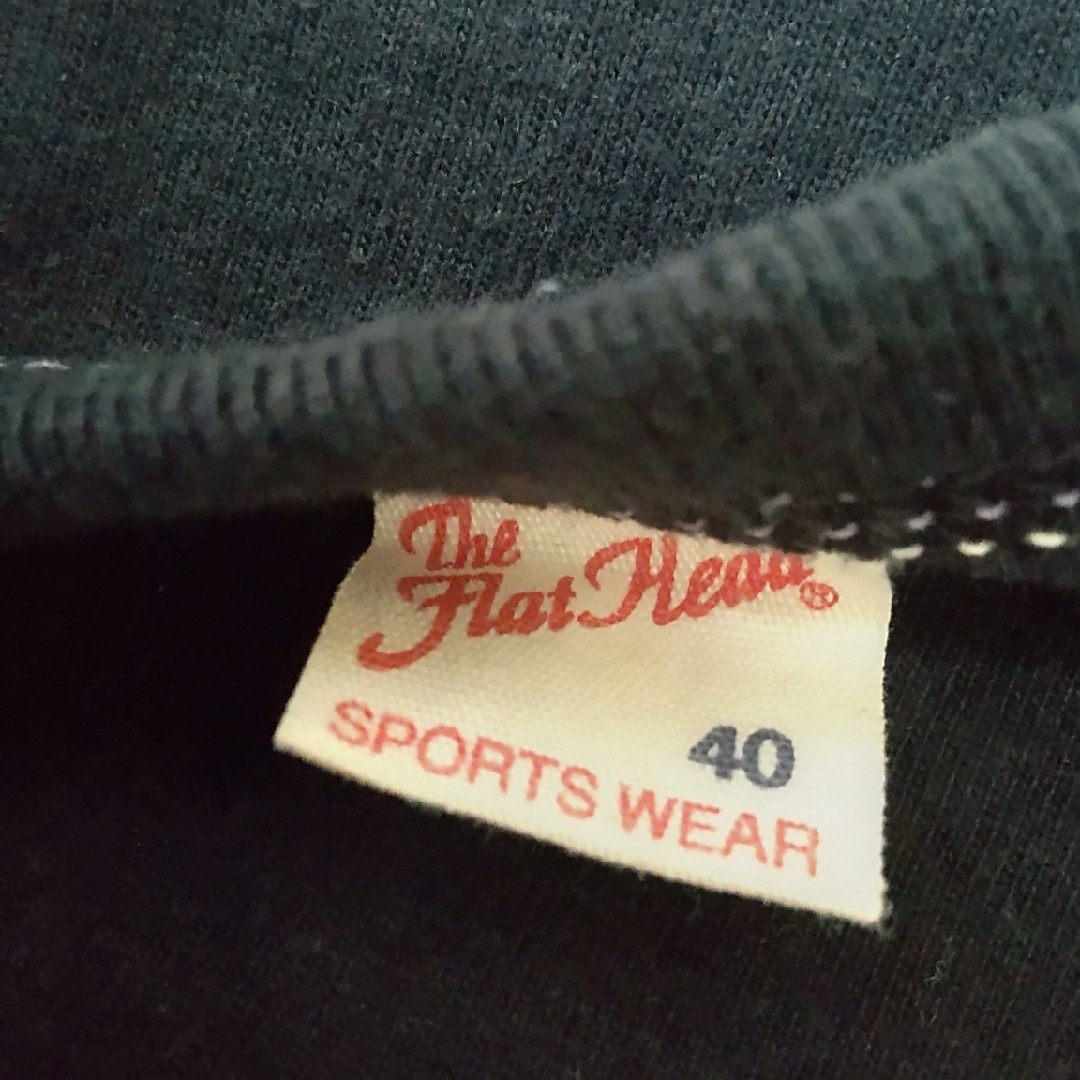 The
Flat Head®
40
SPORTS WEAR